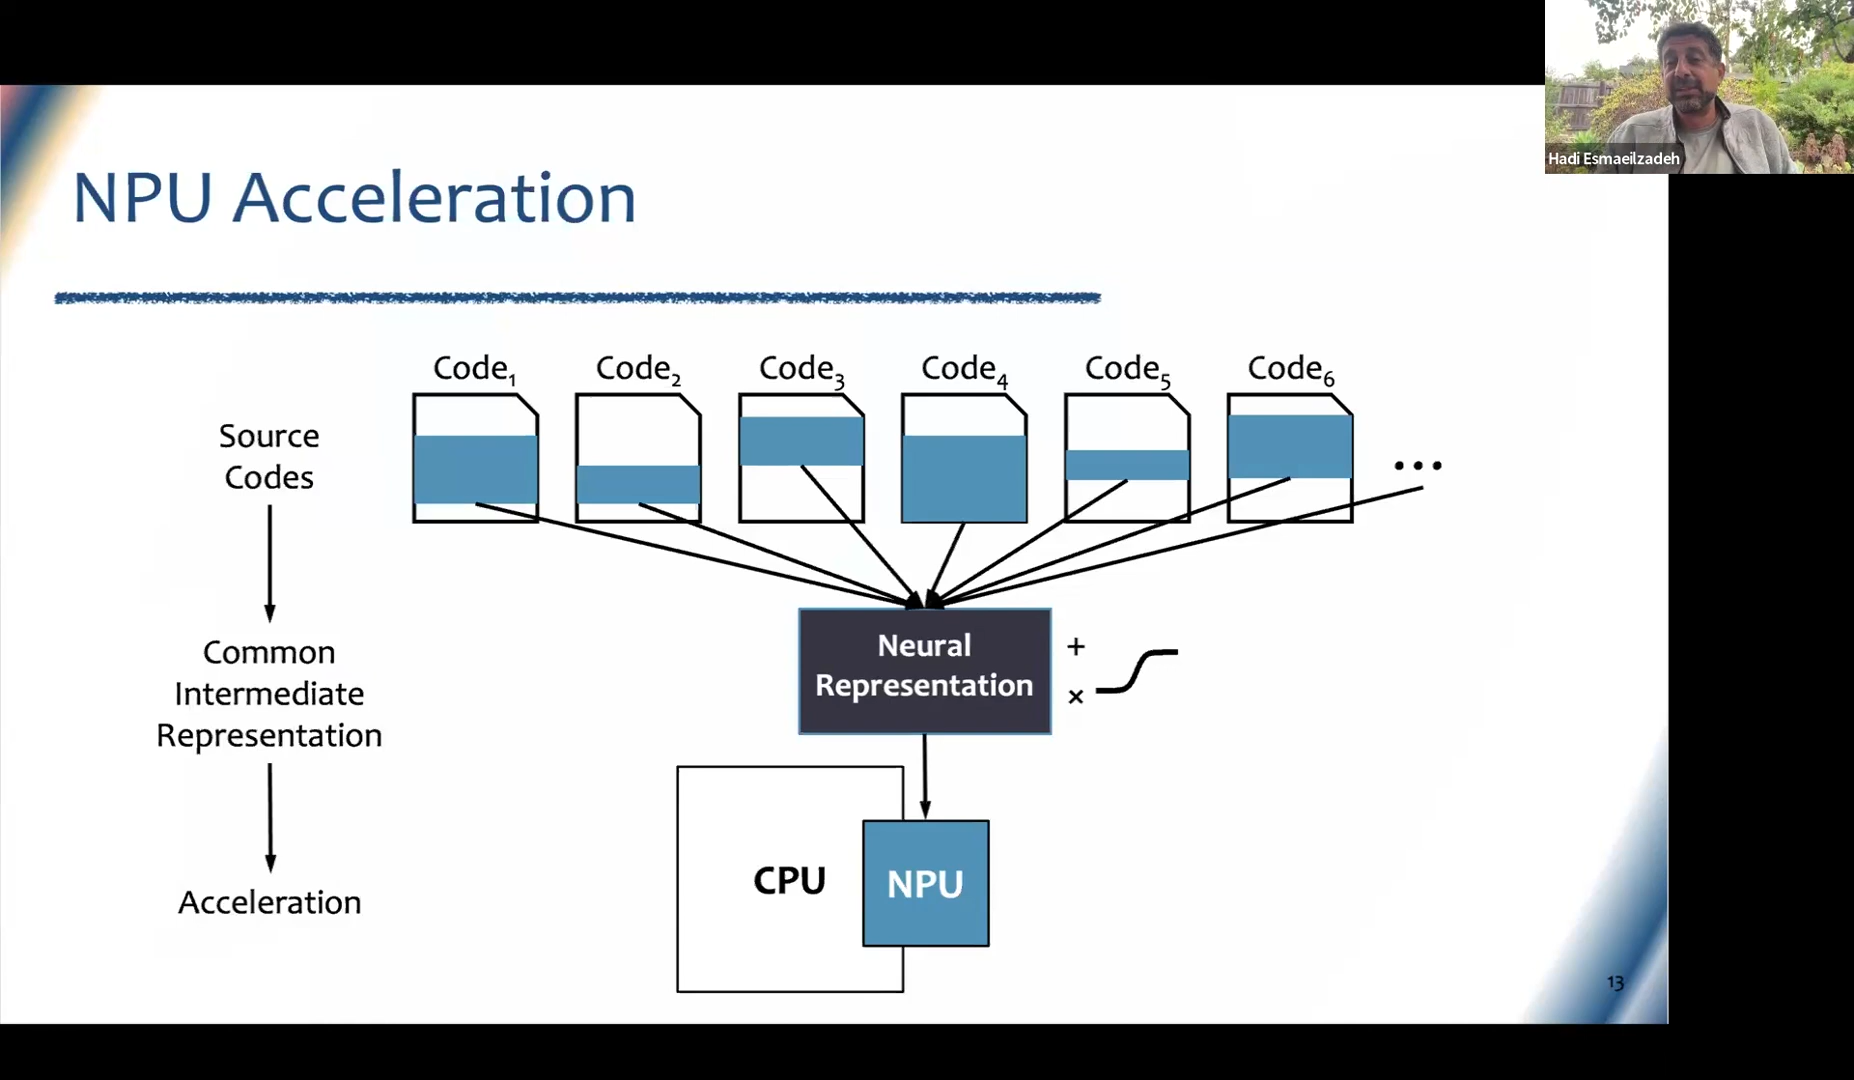 Hadi Esmaeilzadeh
NPU Acceleration
Code₁ Code₂ Code₃ Code₄ Code₅ Code₆
Source
Codes
...
Common
Intermediate
Representation
Neural
Representation
+
×
Acceleration
CPU
NPU
13